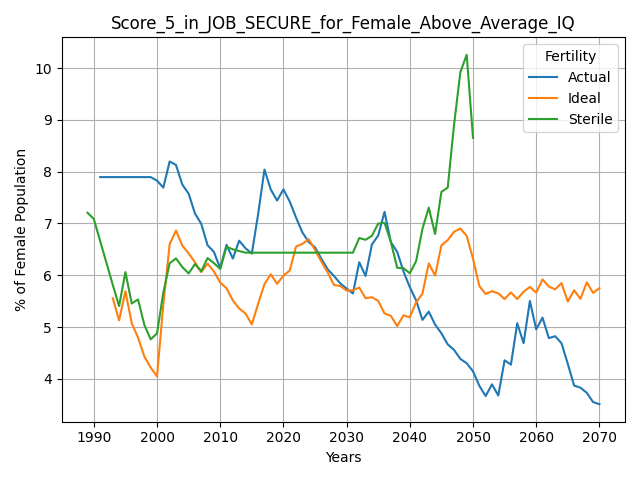 Score_5_in_JOB_SECURE_for_Female_Above_Average_IQ
Fertility
Actual
Ideal
Sterile
% of Female Population
10
9
8
7
6
5
4
1990 2000 2010 2020 2030 2040 2050 2060 2070
Years